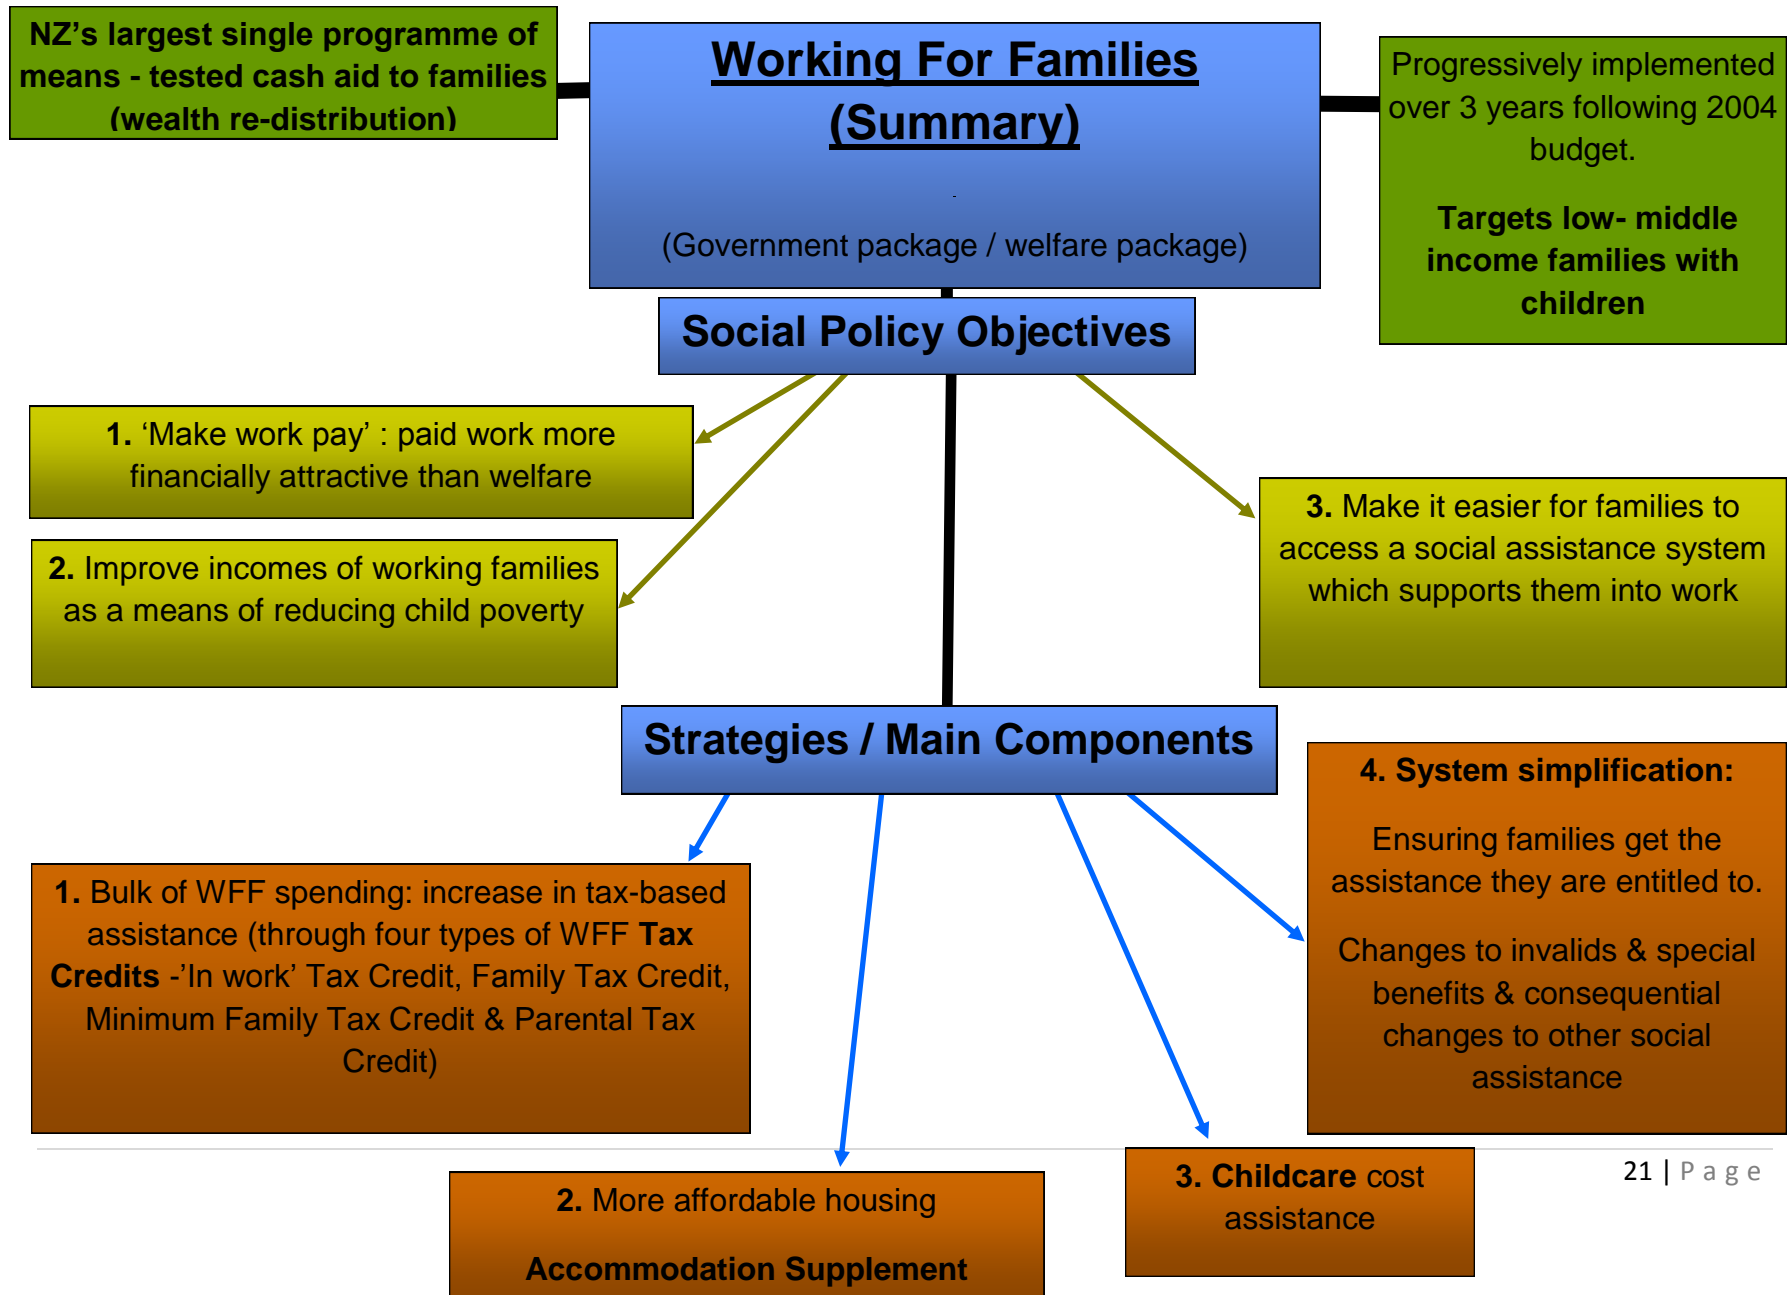 NZ’s largest single programme of
means - tested cash aid to families
(wealth re-distribution)
Working For Families
(Summary)
-
(Government package / welfare package)
Progressively implemented
over 3 years following 2004
budget.
Targets low- middle
income families with
children
Social Policy Objectives
1. ‘Make work pay’ : paid work more
financially attractive than welfare
2. Improve incomes of working families
as a means of reducing child poverty
3. Make it easier for families to
access a social assistance system
which supports them into work
Strategies / Main Components
1. Bulk of WFF spending: increase in tax-based
assistance (through four types of WFF Tax
Credits -’In work’ Tax Credit, Family Tax Credit,
Minimum Family Tax Credit & Parental Tax
Credit)
2. More affordable housing
Accommodation Supplement
3. Childcare cost
assistance
4. System simplification:
Ensuring families get the
assistance they are entitled to.
Changes to invalids & special
benefits & consequential
changes to other social
assistance
21 | P a g e